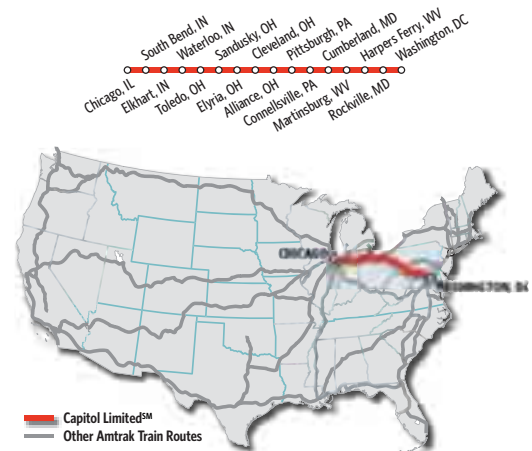 South Bend, IN
Waterloo, IN
Sandusky, OH
Cleveland, OH
Pittsburgh, PA
Cumberland, MD
Harpers Ferry, WV
Washington, DC
Chicago, IL
Elkhart, IN
Toledo, OH
Elyria, OH
Alliance, OH
Connellsville, PA
Martinsburg, WV
Rockville, MD
CHICAGO
WASHINGTON, DC
Capitol Limited℠
Other Amtrak Train Routes